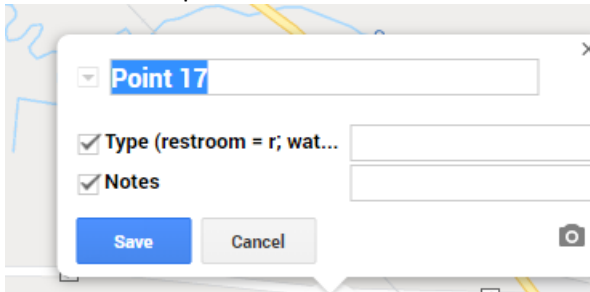 Point 17
Type (restroom = r; wat...
Notes
Save Cancel